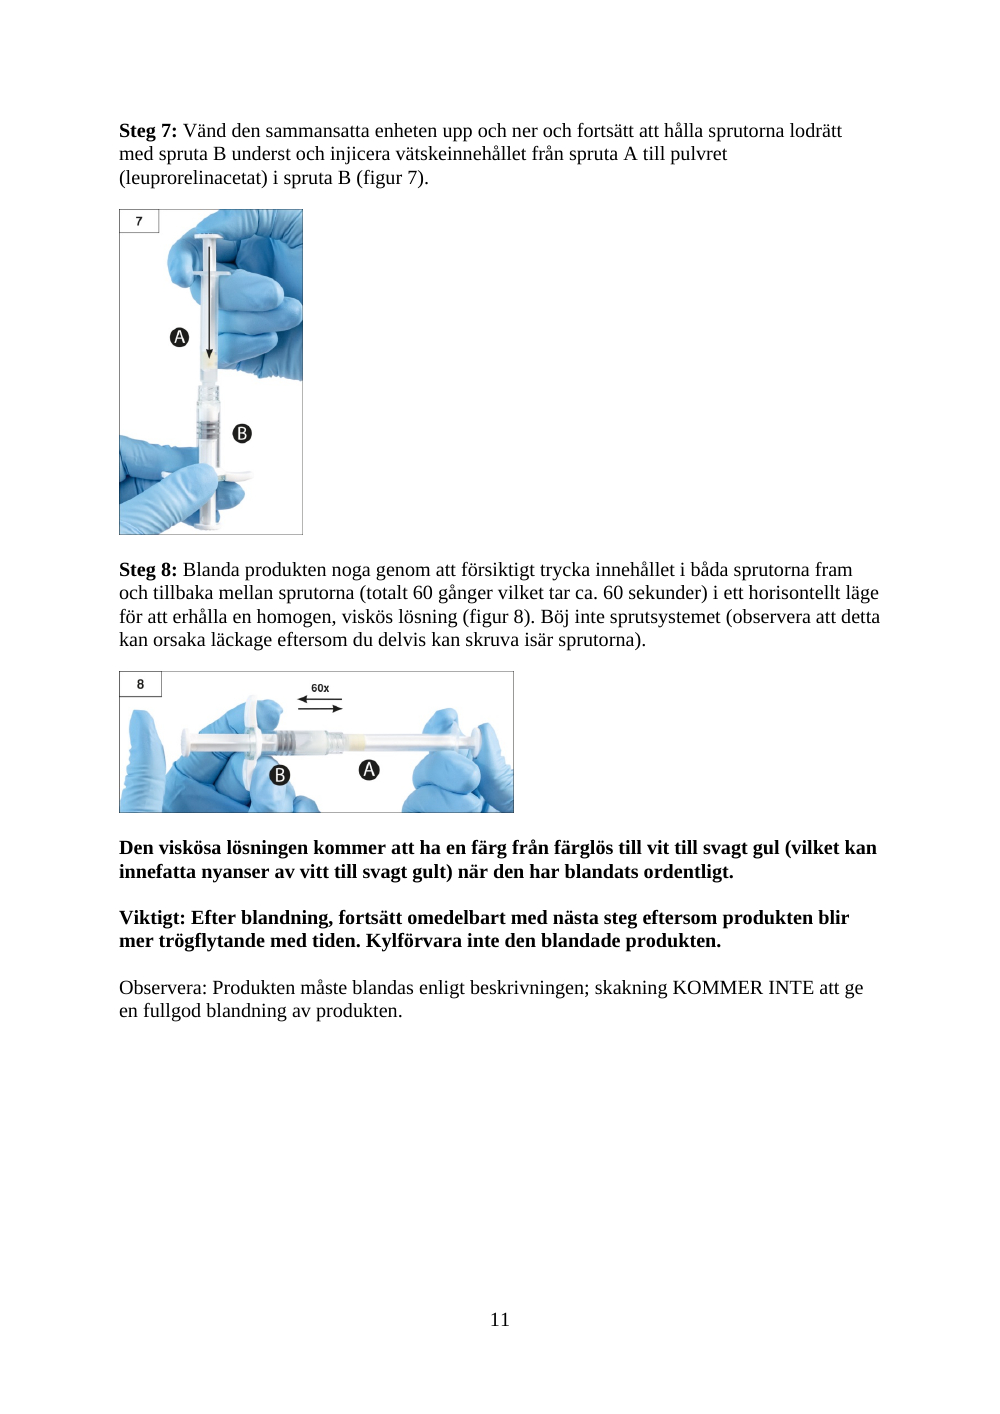 Steg 7: Vänd den sammansatta enheten upp och ner och fortsätt att hålla sprutorna lodrätt
med spruta B underst och injicera vätskeinnehållet från spruta A till pulvret
(leuprorelinacetat) i spruta B (figur 7).
7
A
B
Steg 8: Blanda produkten noga genom att försiktigt trycka innehållet i båda sprutorna fram
och tillbaka mellan sprutorna (totalt 60 gånger vilket tar ca. 60 sekunder) i ett horisontellt läge
för att erhålla en homogen, viskös lösning (figur 8). Böj inte sprutsystemet (observera att detta
kan orsaka läckage eftersom du delvis kan skruva isär sprutorna).
8
60x
B
A
Den viskösa lösningen kommer att ha en färg från färglös till vit till svagt gul (vilket kan
innefatta nyanser av vitt till svagt gult) när den har blandats ordentligt.
Viktigt: Efter blandning, fortsätt omedelbart med nästa steg eftersom produkten blir
mer trögflytande med tiden. Kylförvara inte den blandade produkten.
Observera: Produkten måste blandas enligt beskrivningen; skakning KOMMER INTE att ge
en fullgod blandning av produkten.
11